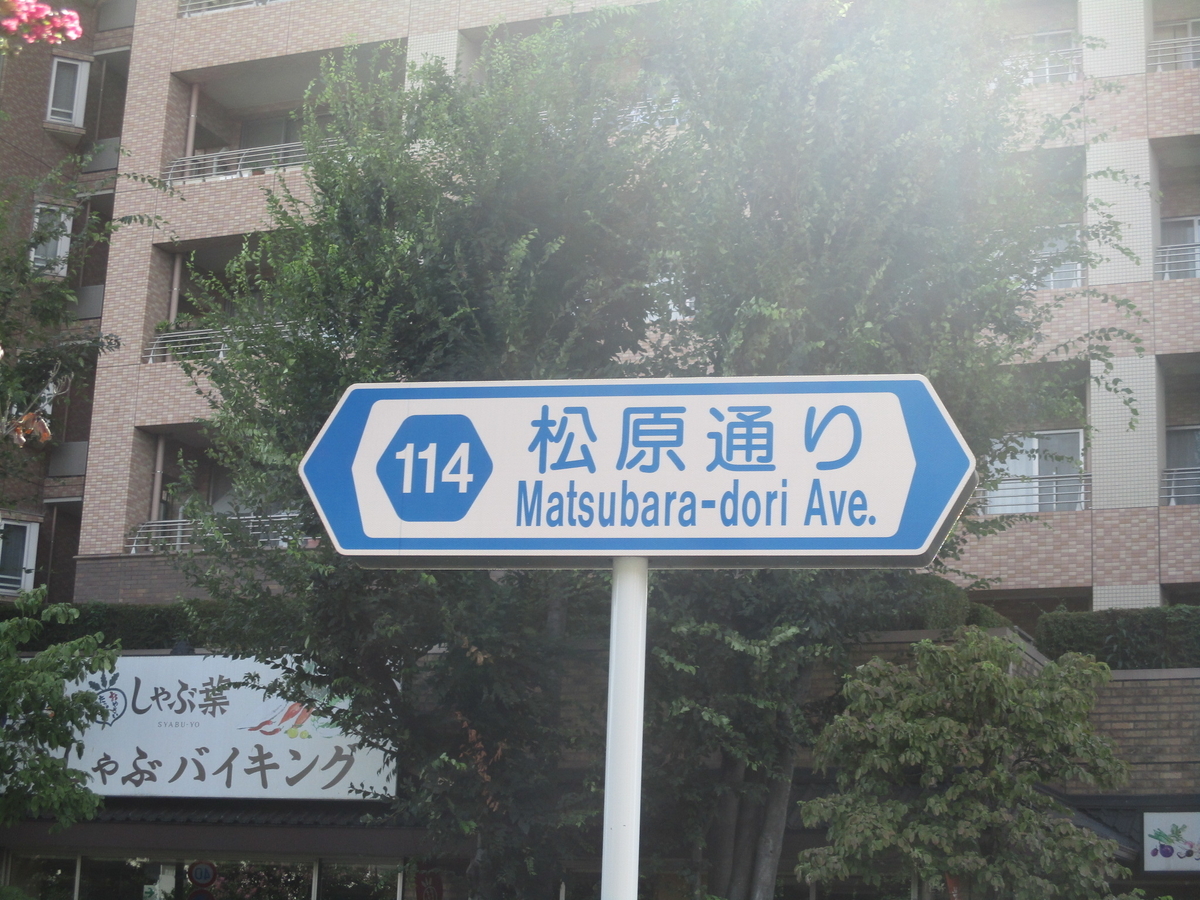 114
松原通り
Matsubara-dori Ave.
しゃぶ葉
SYABU-YO
ゃぶバイキング